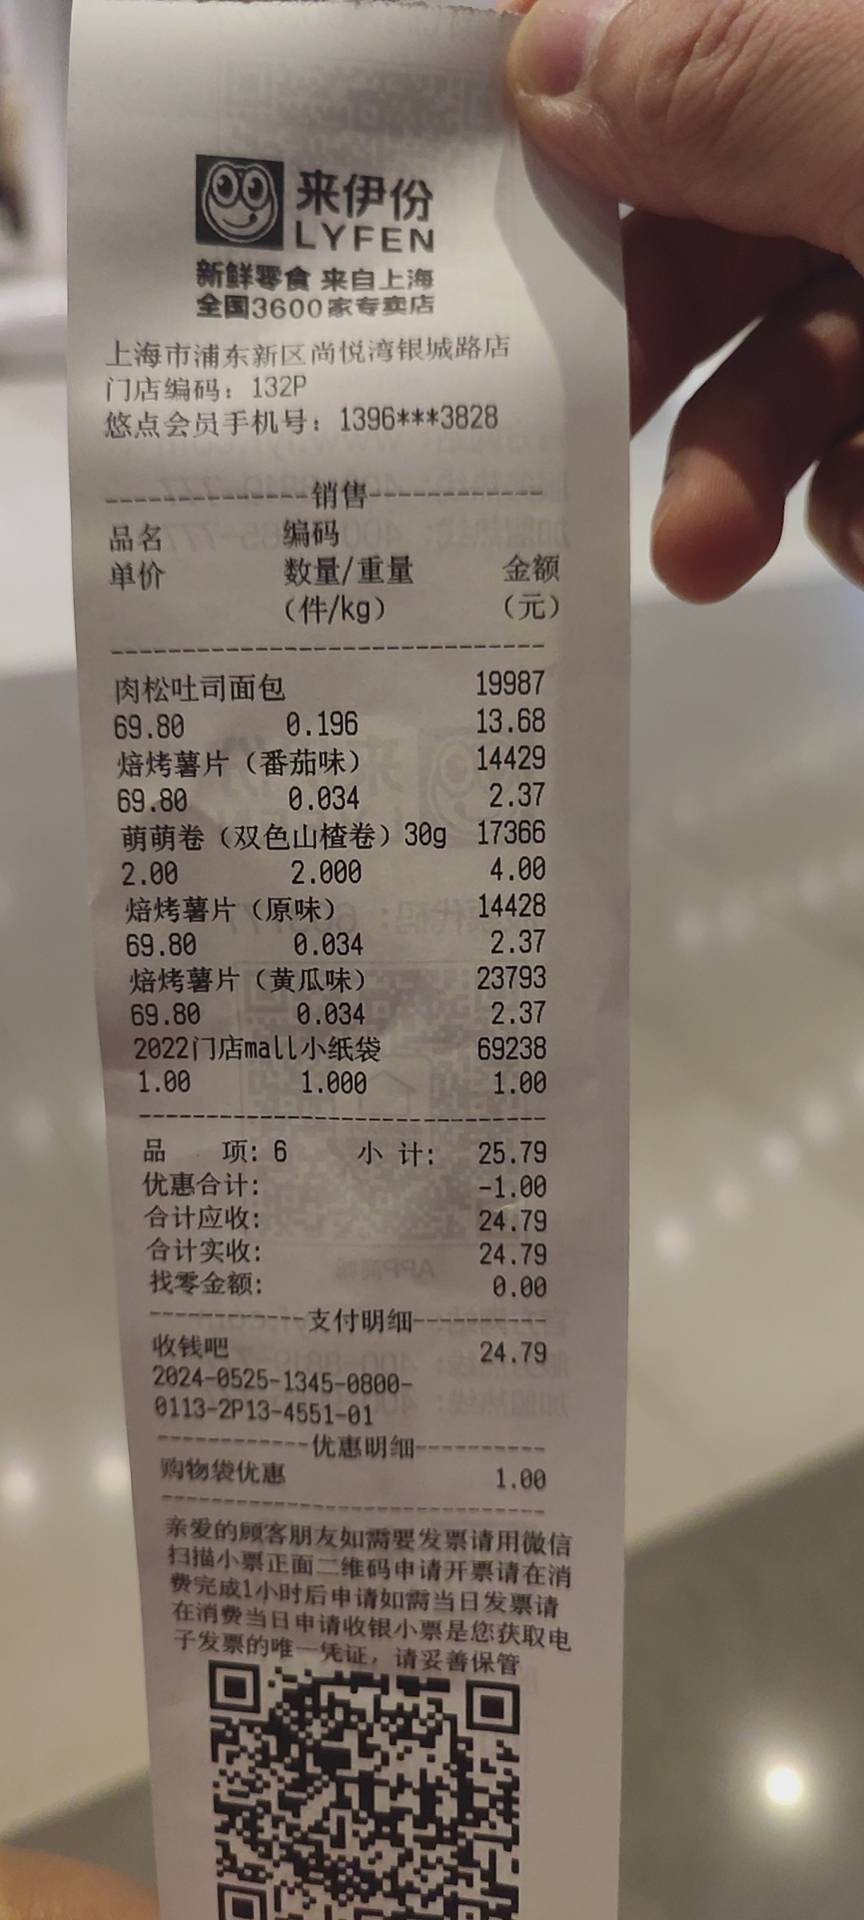 来伊份
LYFEN
新鲜零食 来自上海
全国3600家专卖店
上海市浦东新区尚悦湾银城路店
门店编码：132P
悠点会员手机号：1396***3828
------------销售------------
品名 编码
单价 数量/重量 金额
（件/kg） （元）
肉松吐司面包 19987
69.80 0.196 13.68
焙烤薯片（番茄味） 14429
69.80 0.034 2.37
萌萌卷（双色山楂卷）30g 17366
2.00 2.000 4.00
焙烤薯片（原味） 14428
69.80 0.034 2.37
焙烤薯片（黄瓜味） 23793
69.80 0.034 2.37
2022门店mall小纸袋 69238
1.00 1.000 1.00
品 项: 6 小 计: 25.79
优惠合计: -1.00
合计应收: 24.79
合计实收: 24.79
找零金额: 0.00
----------支付明细----------
收钱吧 24.79
2024-0525-1345-0800-
0113-2P13-4551-01
----------优惠明细----------
购物袋优惠 1.00
亲爱的顾客朋友如需要发票请用微信
扫描小票正面二维码申请开票请在消
费完成1小时后申请如需当日发票请
在消费当日申请收银小票是您获取电
子发票的唯一凭证，请妥善保管